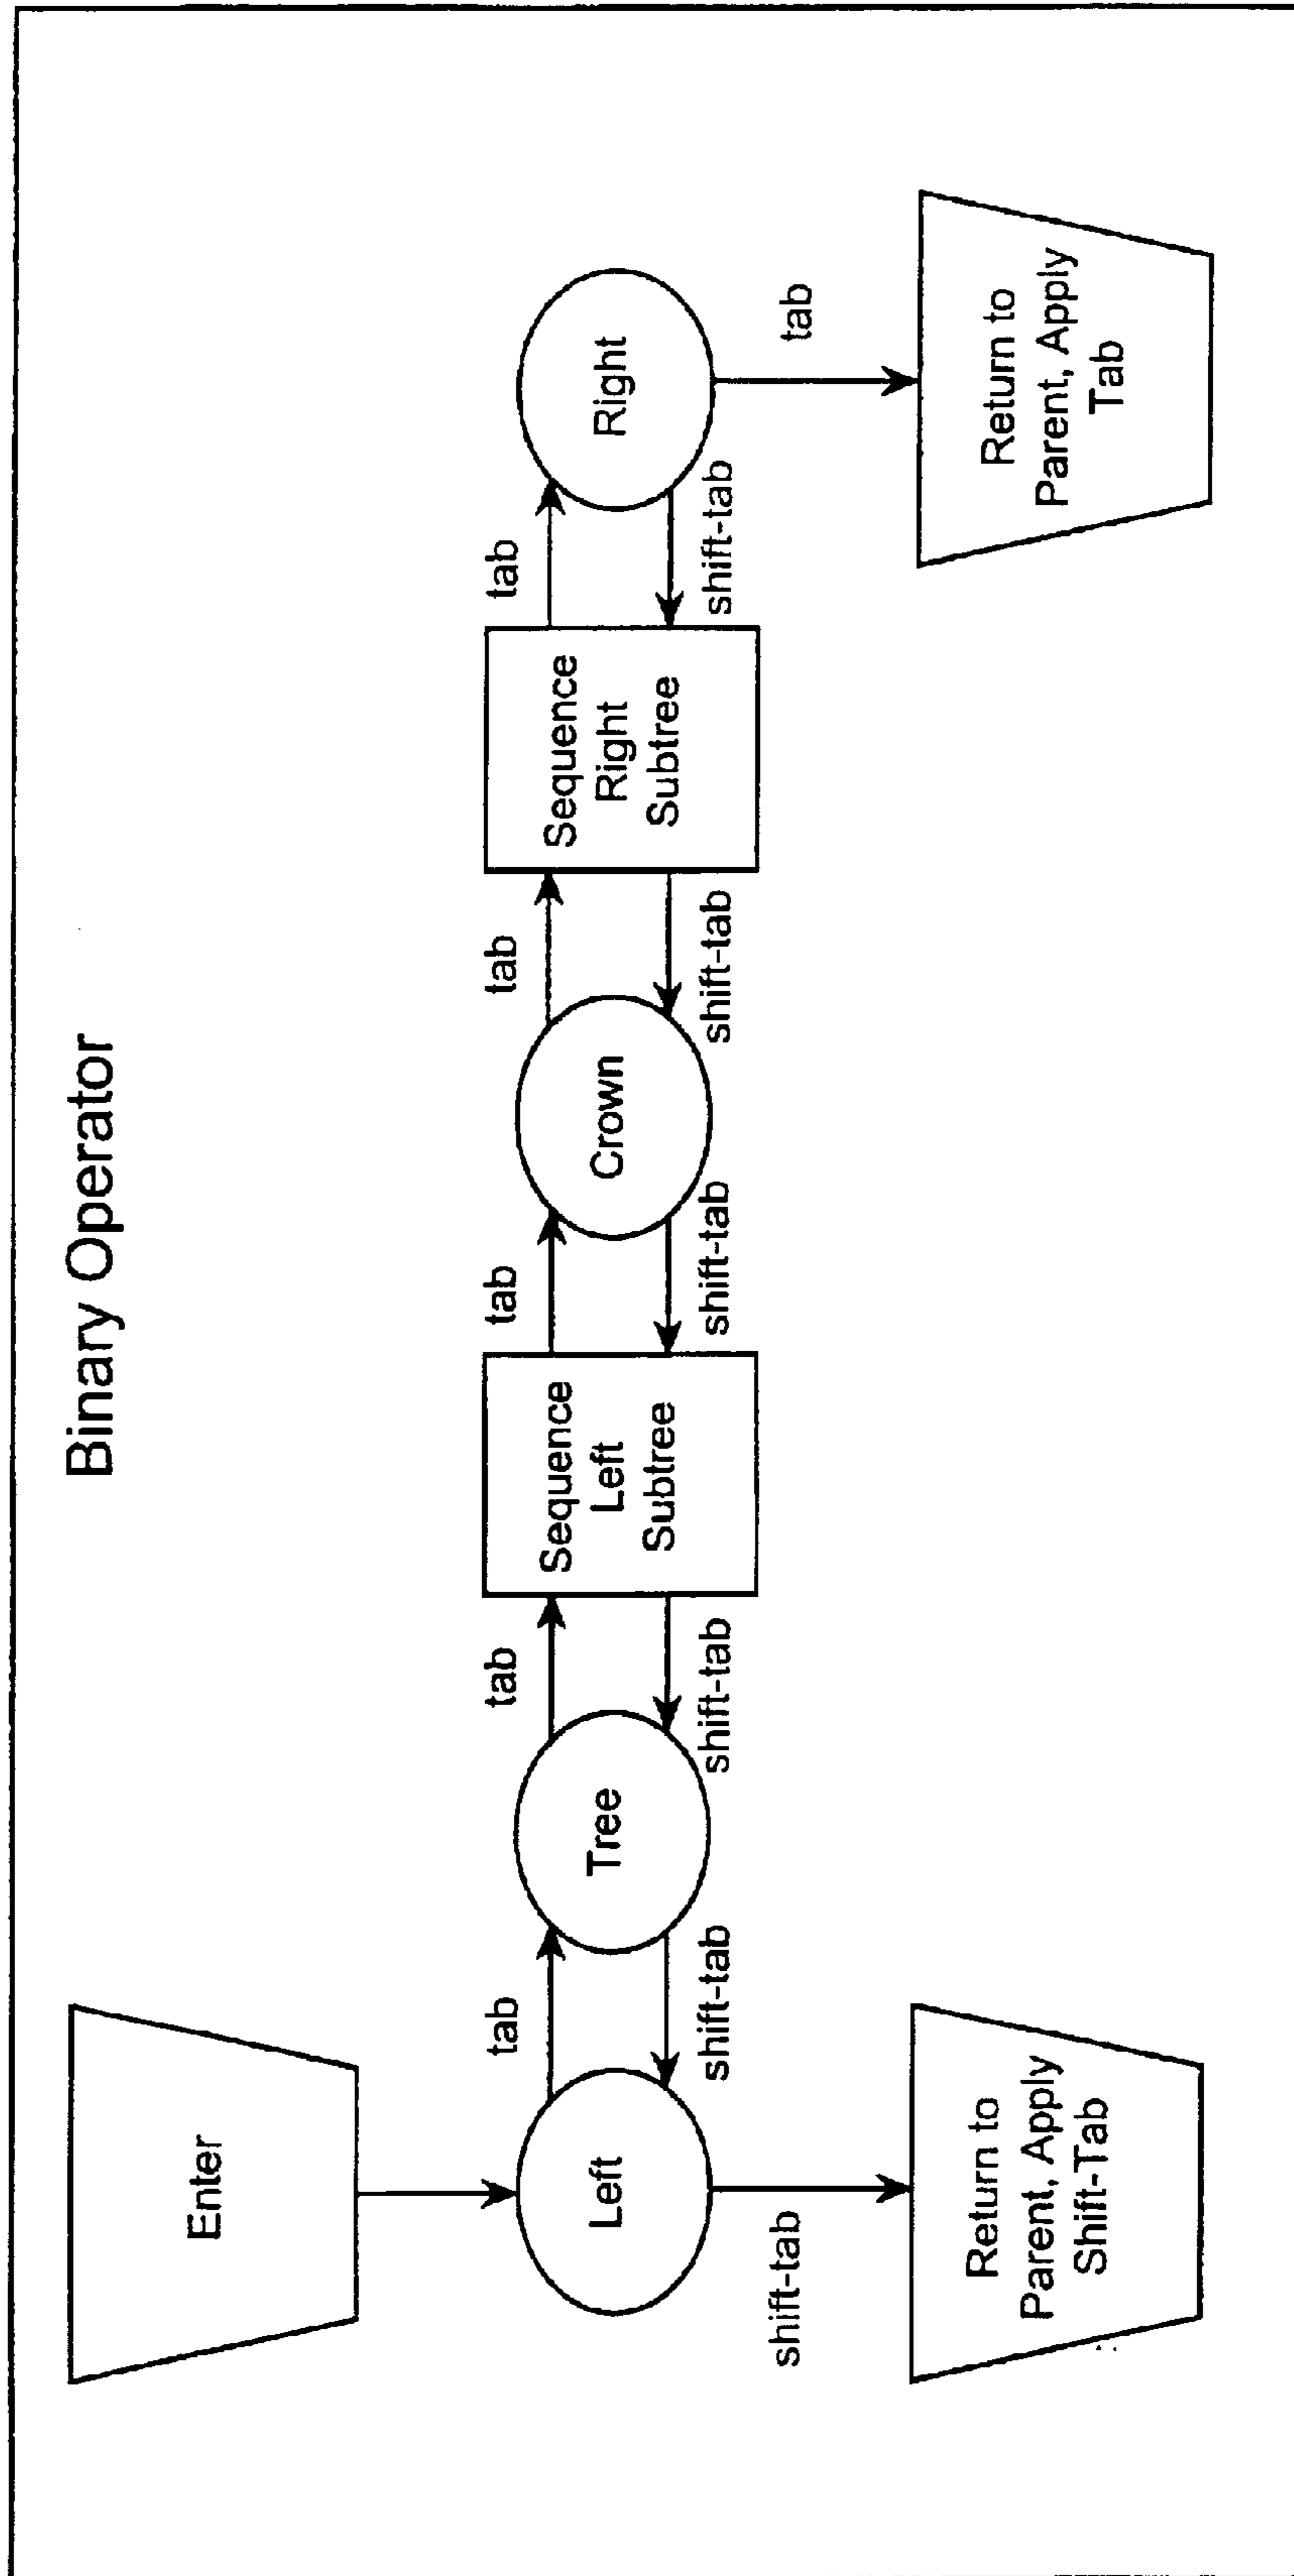 Binary Operator
Enter
tab
tab
tab
tab
tab
tab
Left
Tree
Sequence
Left
Subtree
Crown
Sequence
Right
Subtree
Right
shift-tab
shift-tab
shift-tab
shift-tab
shift-tab
shift-tab
tab
Return to
Parent, Apply
Shift-Tab
Return to
Parent, Apply
Tab